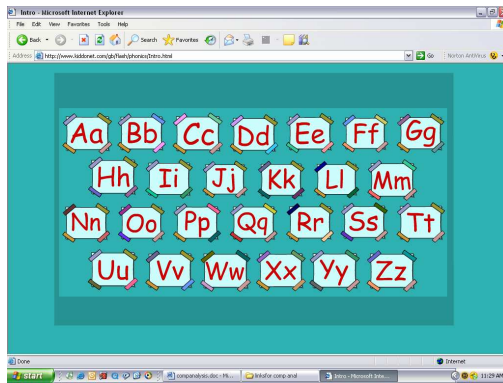 Intro - Microsoft Internet Explorer
File Edit View Favorites Tools Help
Back Search Favorites
Address http://www.kiddonet.com/gb/flash/phonics/Intro.html Go Norton AntiVirus
Aa Bb Cc Dd Ee Ff Gg
Hh Ii Jj Kk Ll Mm
Nn Oo Pp Qq Rr Ss Tt
Uu Vv Ww Xx Yy Zz
Done Internet
start companalysis.doc - Mi... linksfor comp anal Intro - Microsoft Inte... 11:29 AM